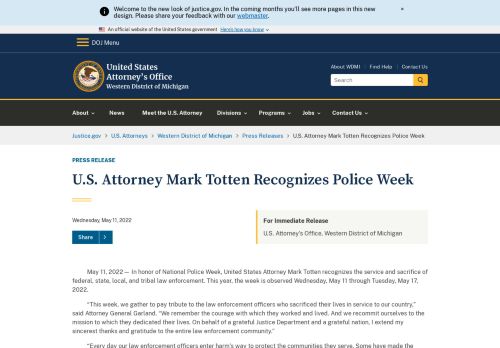 Welcome to the new look of justice.gov. In the coming months you'll see more pages in this new
design. Please share your feedback with our webmaster.
×
An official website of the United States government Here's how you know
DOJ Menu
United States
Attorney's Office
Western District of Michigan
About WDMI | Find Help | Contact Us
Search
About News Meet the U.S. Attorney Divisions Programs Jobs Contact Us
Justice.gov > U.S. Attorneys > Western District of Michigan > Press Releases > U.S. Attorney Mark Totten Recognizes Police Week
PRESS RELEASE
U.S. Attorney Mark Totten Recognizes Police Week
Wednesday, May 11, 2022
Share >
For Immediate Release
U.S. Attorney's Office, Western District of Michigan
May 11, 2022 — In honor of National Police Week, United States Attorney Mark Totten recognizes the service and sacrifice of
federal, state, local, and tribal law enforcement. This year, the week is observed Wednesday, May 11 through Tuesday, May 17,
2022.
"This week, we gather to pay tribute to the law enforcement officers who sacrificed their lives in service to our country,"
said Attorney General Garland. "We remember the courage with which they worked and lived. And we recommit ourselves to the
mission to which they dedicated their lives. On behalf of a grateful Justice Department and a grateful nation, I extend my
sincerest thanks and gratitude to the entire law enforcement community."
"Every day our law enforcement officers enter harm's way to protect the communities they serve. Some have made the